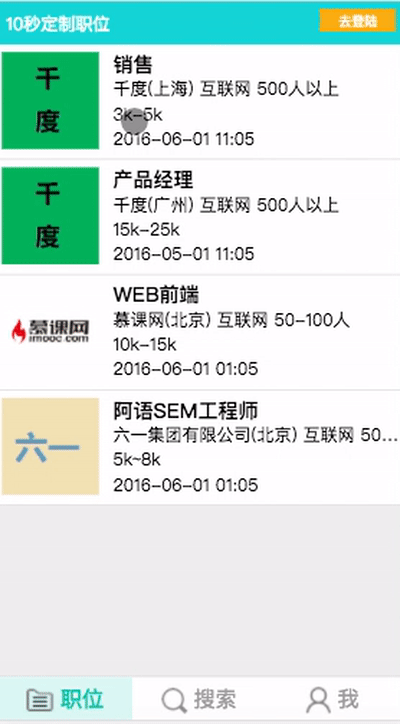 10秒定制职位
去登陆
千
度
销售
千度(上海) 互联网 500人以上
3k-5k
2016-06-01 11:05
千
度
产品经理
千度(广州) 互联网 500人以上
15k-25k
2016-05-01 11:05
慕课网
imooc.com
WEB前端
慕课网(北京) 互联网 50-100人
10k-15k
2016-06-01 01:05
六一
阿语SEM工程师
六一集团有限公司(北京) 互联网 50...
5k~8k
2016-06-01 01:05
职位
搜索
我